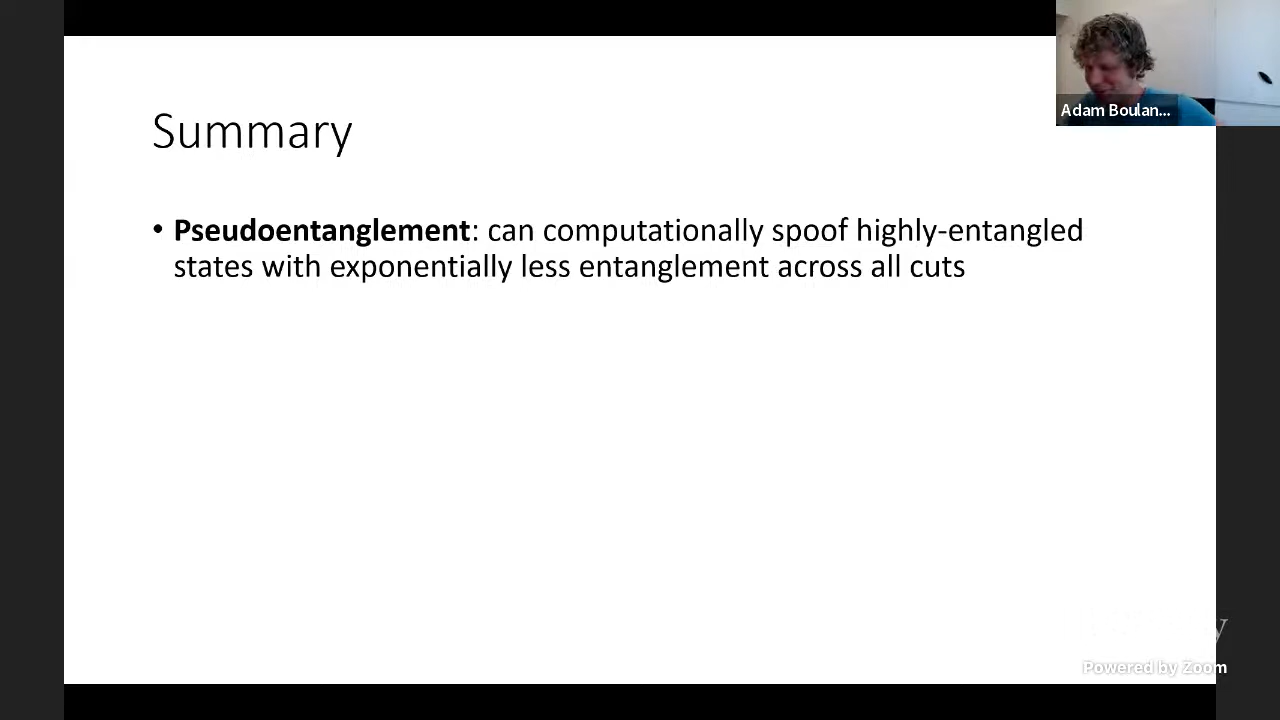 Summary
• Pseudoentanglement: can computationally spoof highly-entangled
states with exponentially less entanglement across all cuts
Adam Boulan...
Powered by Zoom